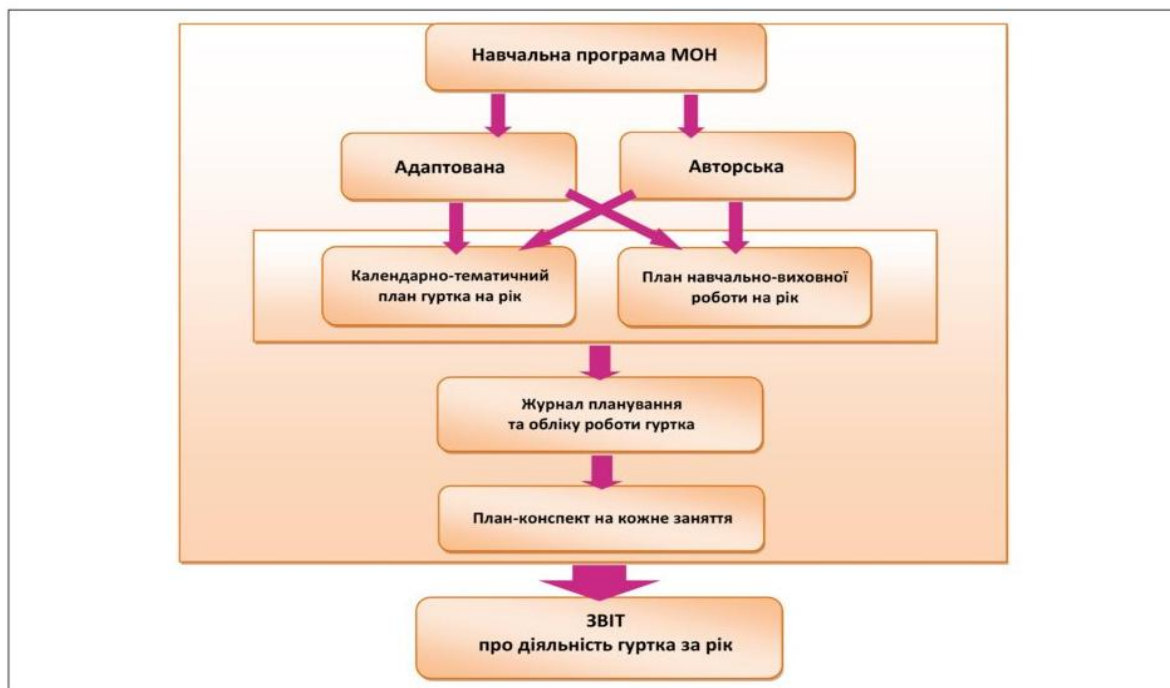 Навчальна програма МОН
Адаптована
Авторська
Календарно-тематичний
план гуртка на рік
План навчально-виховної
роботи на рік
Журнал планування
та обліку роботи гуртка
План-конспект на кожне заняття
ЗВІТ
про діяльність гуртка за рік